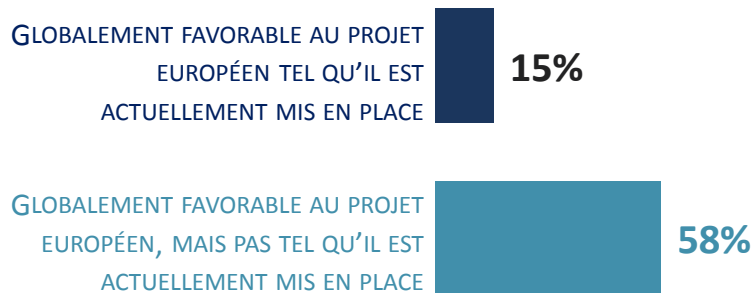 GLOBALEMENT FAVORABLE AU PROJET
EUROPÉEN TEL QU'IL EST
ACTUELLEMENT MIS EN PLACE
15%
GLOBALEMENT FAVORABLE AU PROJET
EUROPÉEN, MAIS PAS TEL QU'IL EST
ACTUELLEMENT MIS EN PLACE
58%